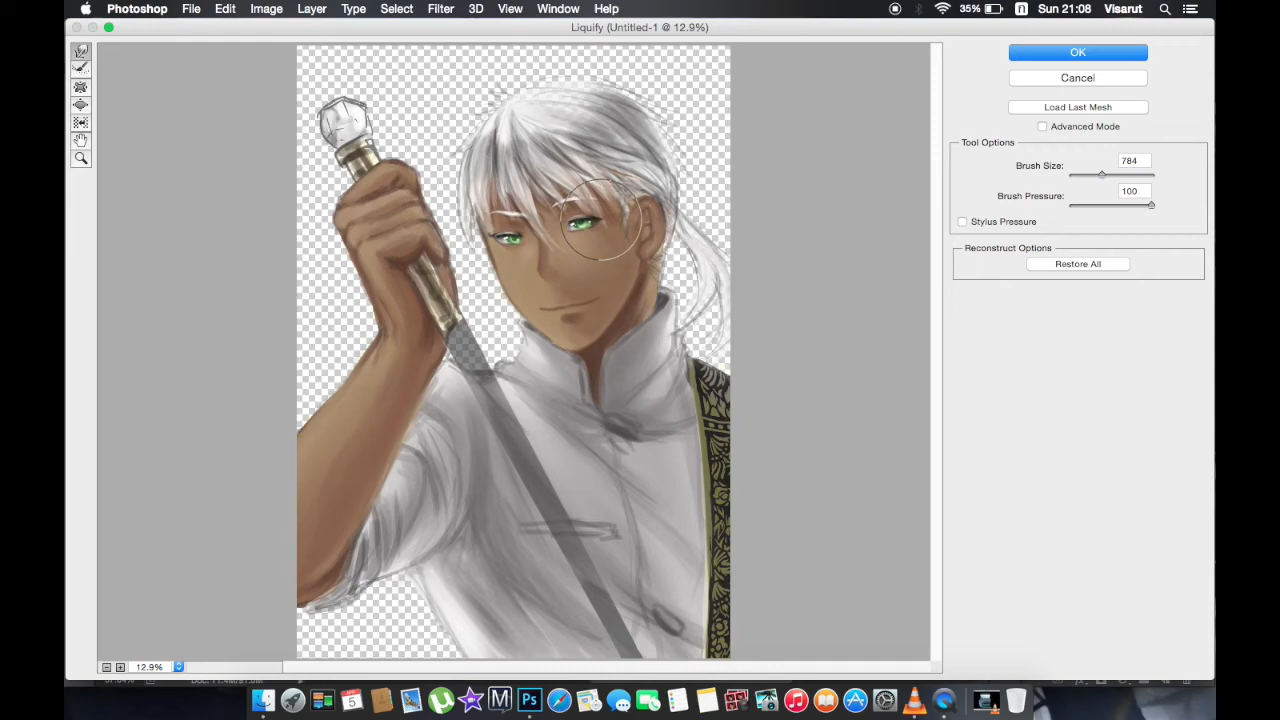 Photoshop File Edit Image Layer Type Select Filter 3D View Window Help 35% Sun 21:08 Visarut
Liquify (Untitled-1 @ 12.9%)
OK
Cancel
Load Last Mesh
Advanced Mode
Tool Options
Brush Size: 784
Brush Pressure: 100
Stylus Pressure
Reconstruct Options
Restore All
12.9%
5
Ps